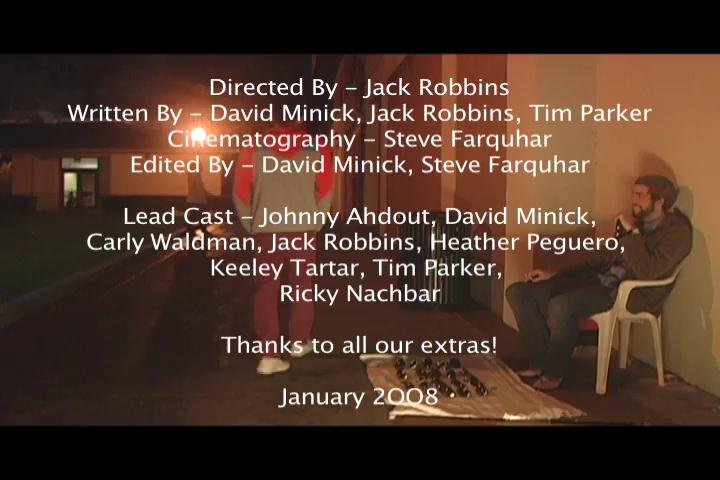 Directed By – Jack Robbins
Written By – David Minick, Jack Robbins, Tim Parker
Cinematography – Steve Farquhar
Edited By – David Minick, Steve Farquhar
Lead Cast – Johnny Ahdout, David Minick,
Carly Waldman, Jack Robbins, Heather Peguero,
Keeley Tartar, Tim Parker,
Ricky Nachbar
Thanks to all our extras!
January 2008